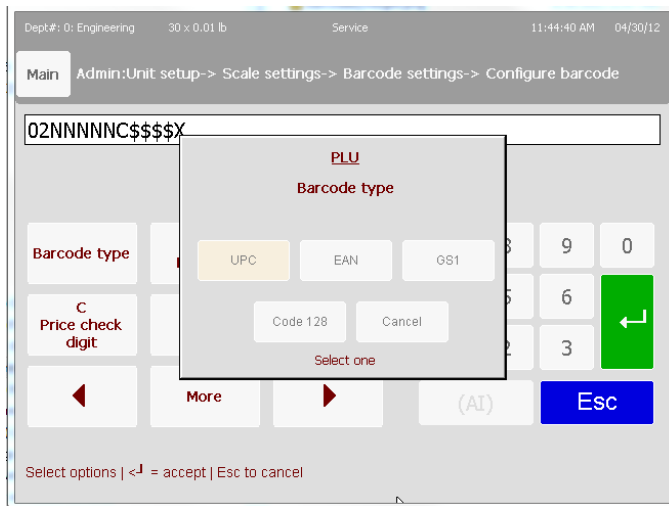 Dept#: 0: Engineering 30 x 0.01 lb Service 11:44:40 AM 04/30/12
Main Admin:Unit setup-> Scale settings-> Barcode settings-> Configure barcode
02NNNNNC$$$$X
PLU
Barcode type
Barcode type UPC EAN GS1 9 0
C
Price check
digit
6
Code 128 Cancel
3
Select one
More (AI) Esc
Select options | <┘ = accept | Esc to cancel